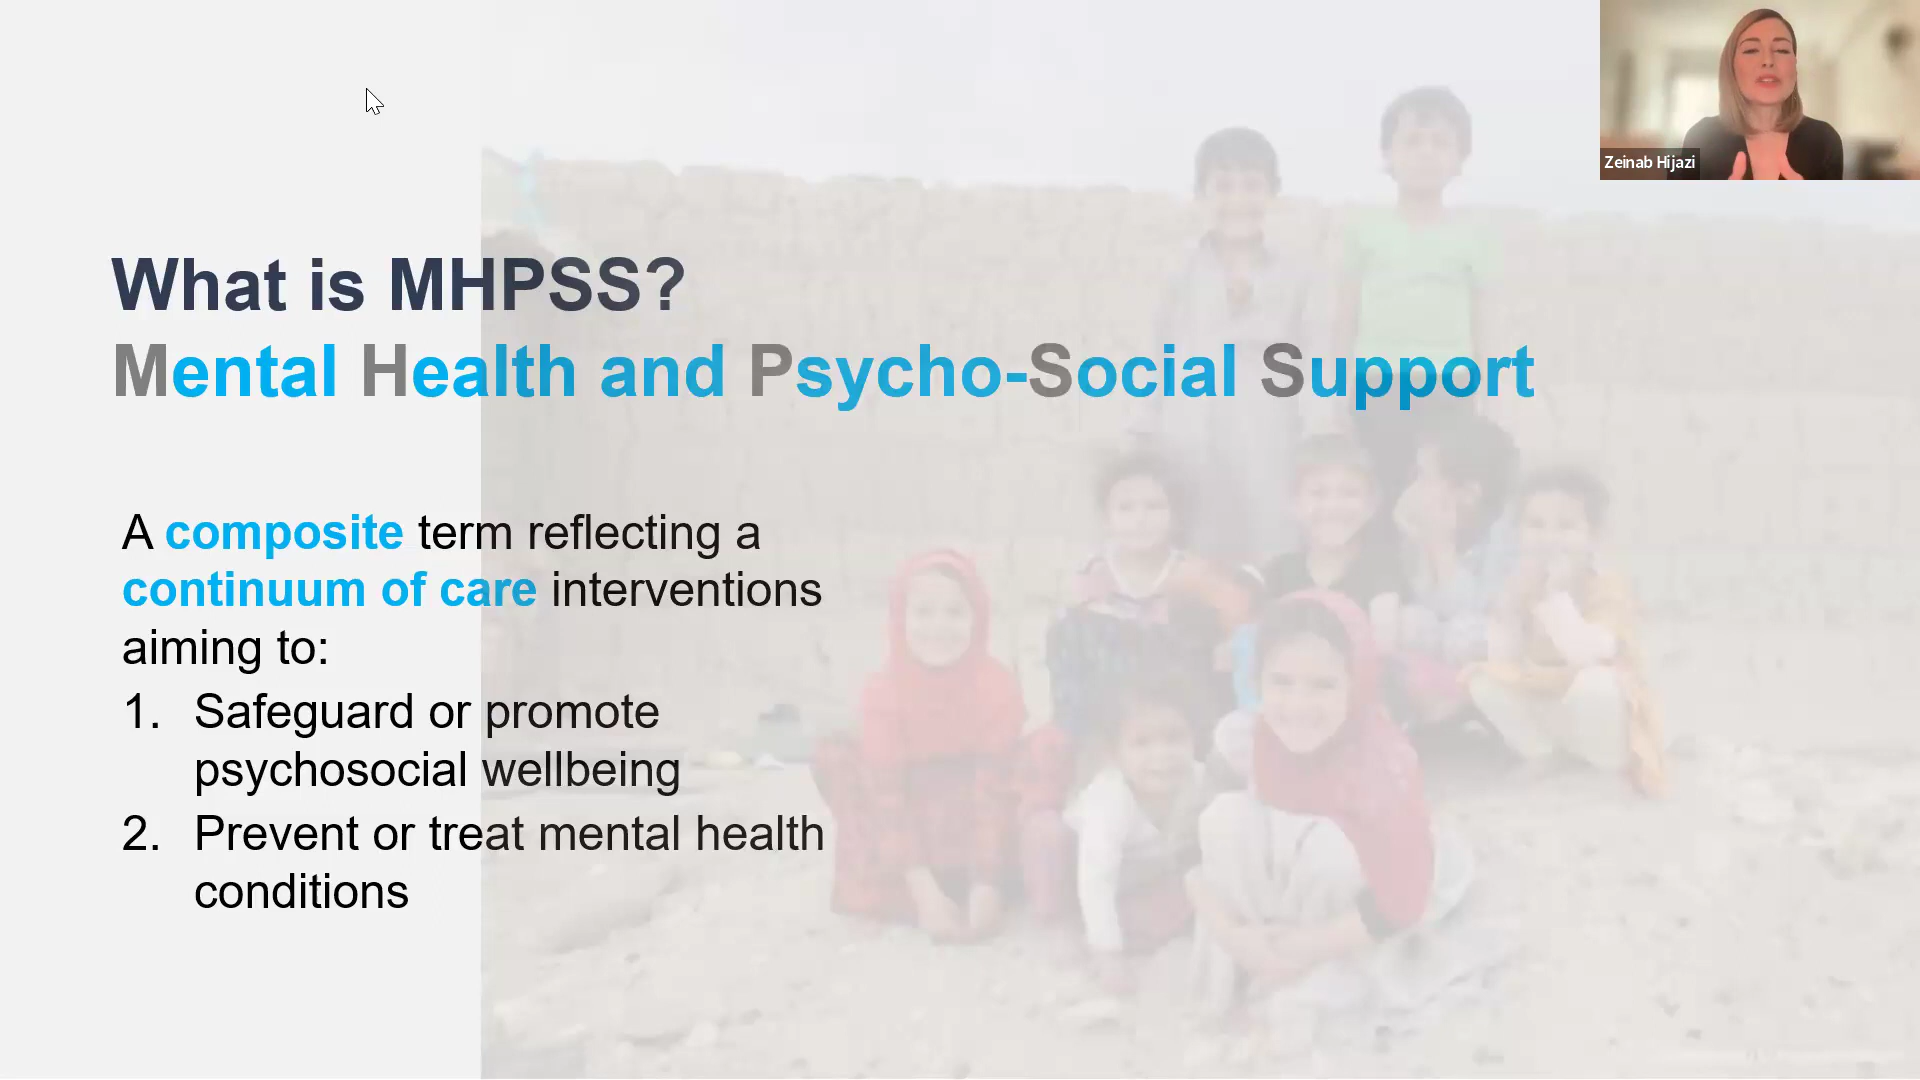 Zeinab Hijazi
What is MHPSS?
Mental Health and Psycho-Social Support
A composite term reflecting a
continuum of care interventions
aiming to:
1. Safeguard or promote
psychosocial wellbeing
2. Prevent or treat mental health
conditions